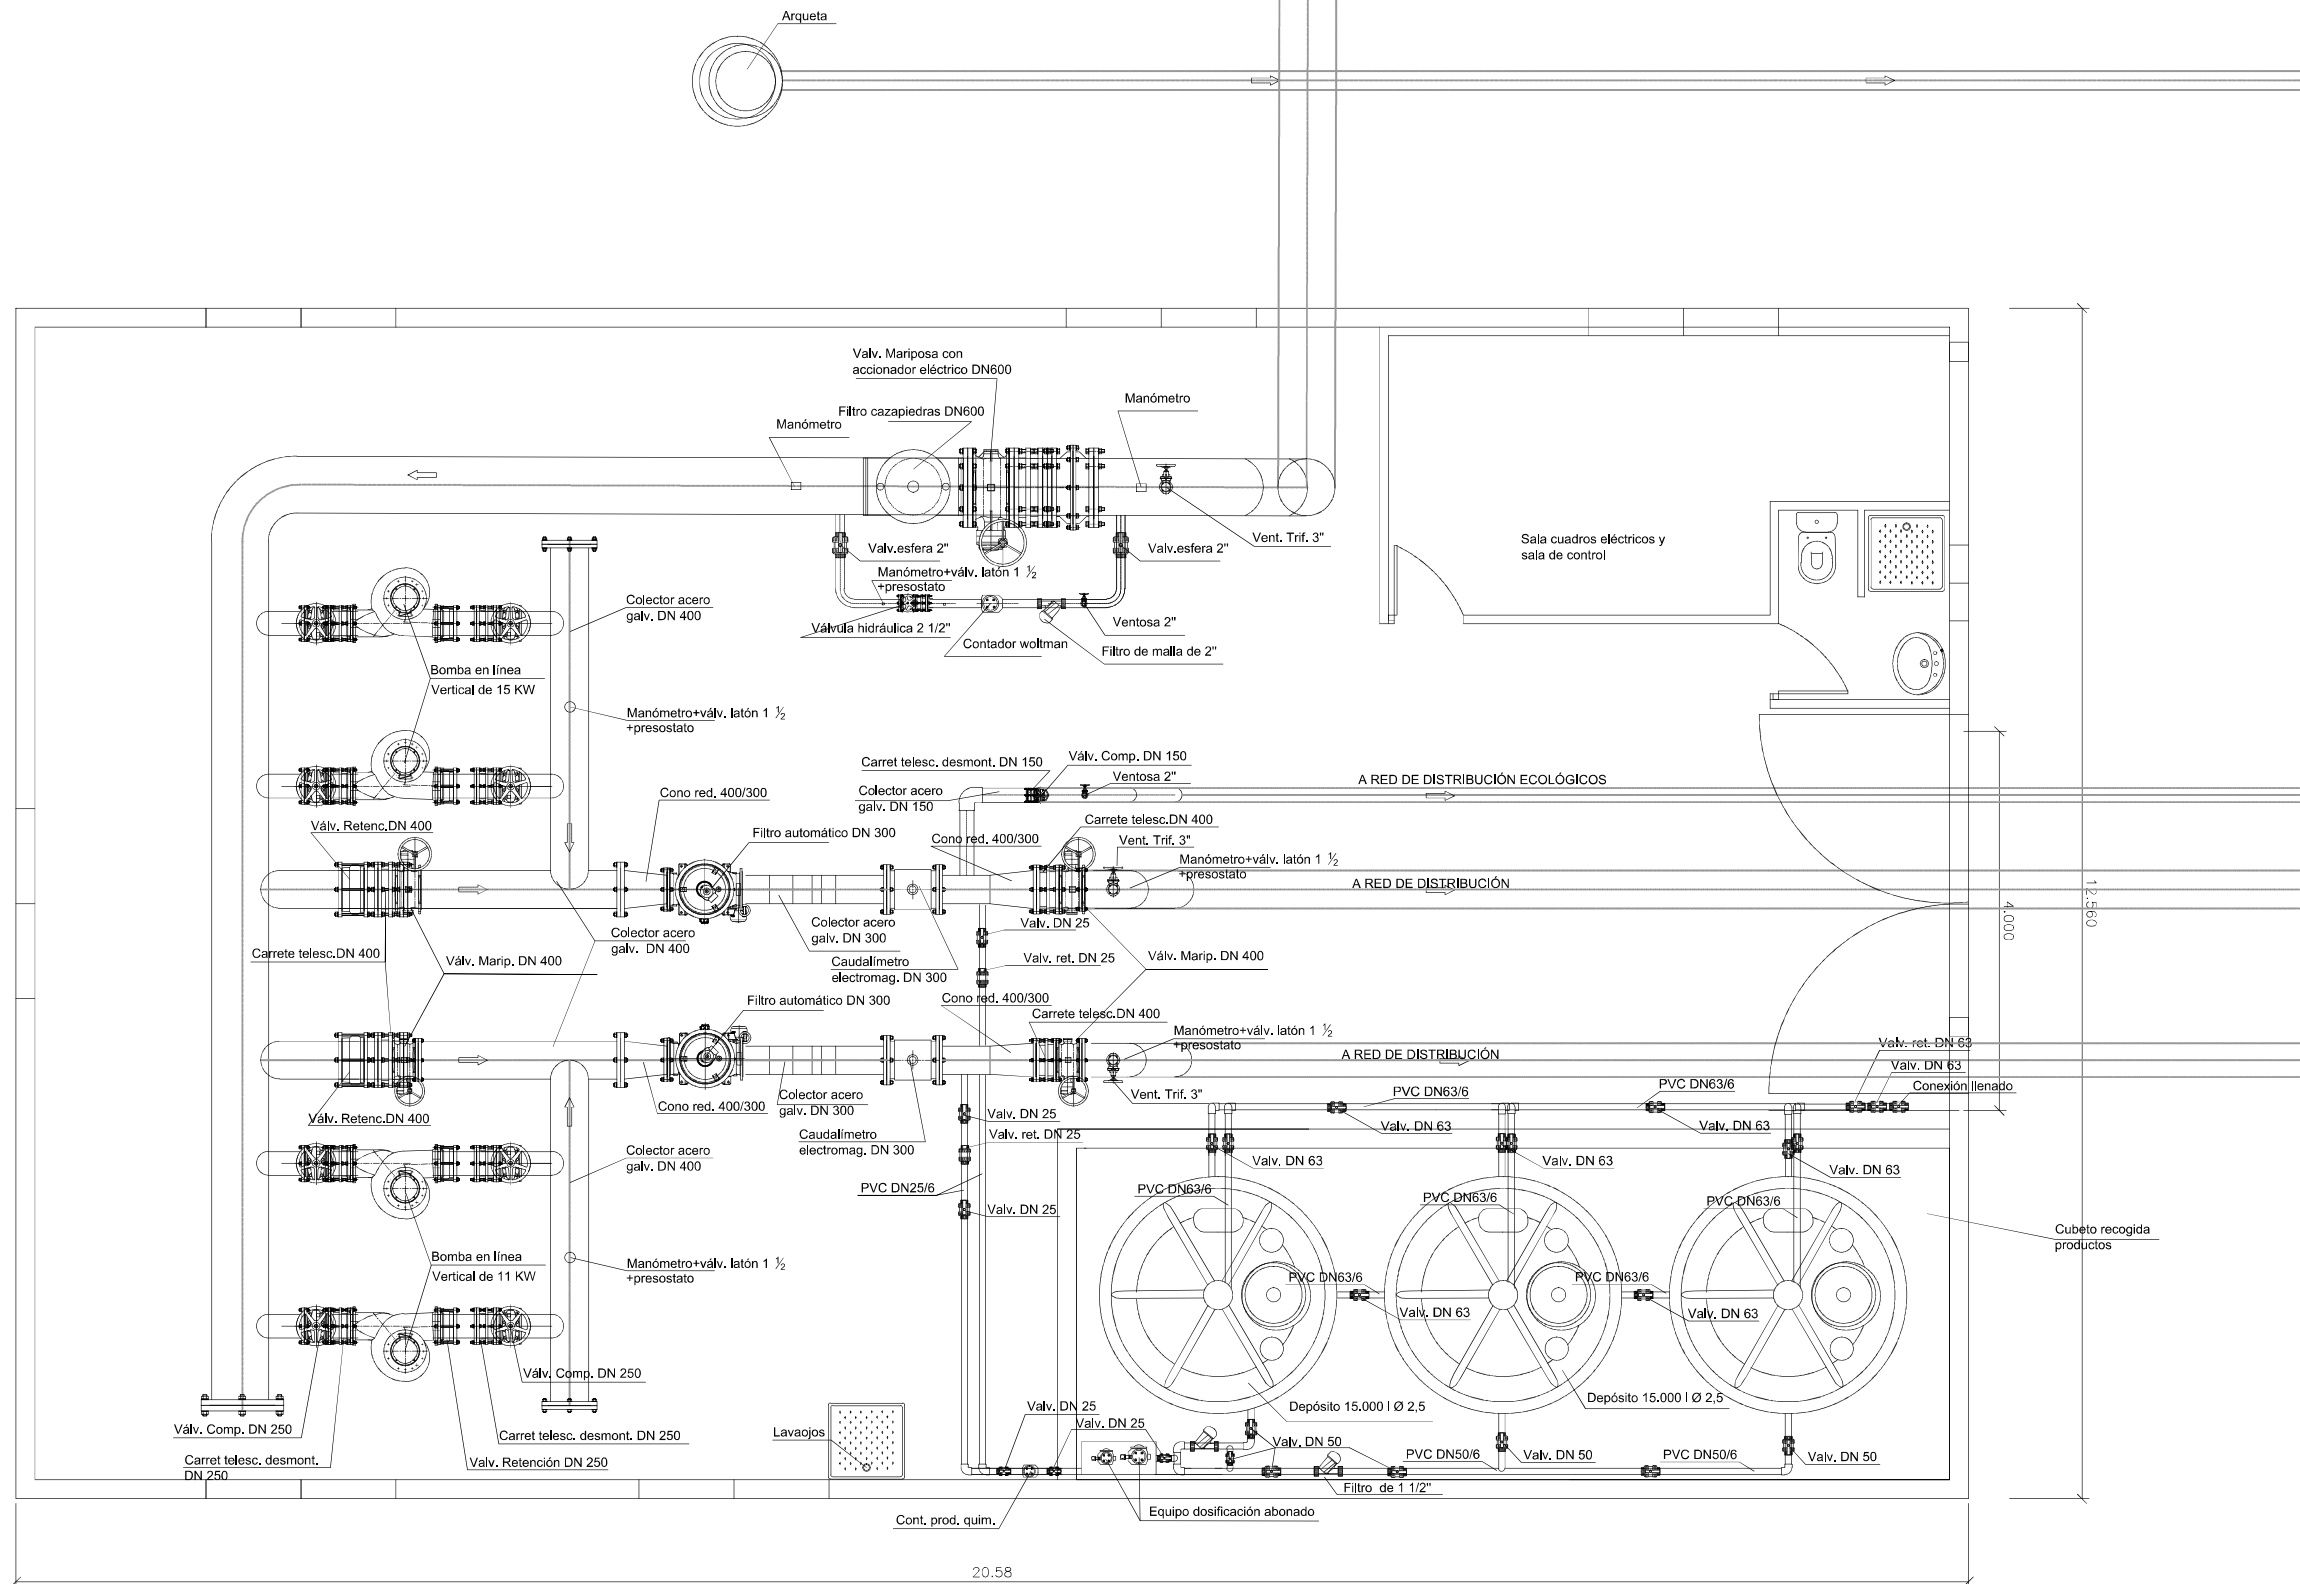 Arqueta
Valv. Mariposa con
accionador eléctrico DN600
Filtro cazapiedras DN600
Manómetro
Manómetro
Valv.esfera 2"
Valv.esfera 2"
Vent. Trif. 3"
Manómetro+válv. latón 1 ½
+presostato
Válvula hidráulica 2 1/2"
Contador woltman
Ventosa 2"
Filtro de malla de 2"
Sala cuadros eléctricos y
sala de control
Colector acero
galv. DN 400
Bomba en línea
Vertical de 15 KW
Manómetro+válv. latón 1 ½
+presostato
Carret telesc. desmont. DN 150
Válv. Comp. DN 150
Ventosa 2"
Colector acero
galv. DN 150
A RED DE DISTRIBUCIÓN ECOLÓGICOS
Cono red. 400/300
Válv. Retenc.DN 400
Filtro automático DN 300
Cono red. 400/300
Carrete telesc.DN 400
Vent. Trif. 3"
Manómetro+válv. latón 1 ½
+presostato
A RED DE DISTRIBUCIÓN
12.560
4.000
Colector acero
galv. DN 300
Valv. DN 25
Colector acero
galv. DN 400
Carrete telesc.DN 400
Válv. Marip. DN 400
Caudalímetro
electromag. DN 300
Valv. ret. DN 25
Válv. Marip. DN 400
Filtro automático DN 300
Cono red. 400/300
Carrete telesc.DN 400
Manómetro+válv. latón 1 ½
+presostato
A RED DE DISTRIBUCIÓN
Valv. ret. DN 63
Valv. DN 63
Conexión llenado
Válv. Retenc.DN 400
Cono red. 400/300
Colector acero
galv. DN 300
Vent. Trif. 3"
PVC DN63/6
PVC DN63/6
Valv. DN 25
Valv. DN 63
Valv. DN 63
Caudalímetro
electromag. DN 300
Valv. ret. DN 25
Colector acero
galv. DN 400
Valv. DN 63
Valv. DN 63
Valv. DN 63
PVC DN25/6
PVC DN63/6
PVC DN63/6
PVC DN63/6
Valv. DN 25
Cubeto recogida
productos
Bomba en línea
Vertical de 11 KW
Manómetro+válv. latón 1 ½
+presostato
PVC DN63/6
PVC DN63/6
Valv. DN 63
Valv. DN 63
Válv. Comp. DN 250
Depósito 15.000 l Ø 2,5
Depósito 15.000 l Ø 2,5
Válv. Comp. DN 250
Carret telesc. desmont. DN 250
Lavaojos
Valv. DN 25
Valv. DN 25
Valv. DN 50
PVC DN50/6
Valv. DN 50
PVC DN50/6
Valv. DN 50
Carret telesc. desmont.
DN 250
Valv. Retención DN 250
Filtro de 1 1/2"
Cont. prod. quim.
Equipo dosificación abonado
20.58